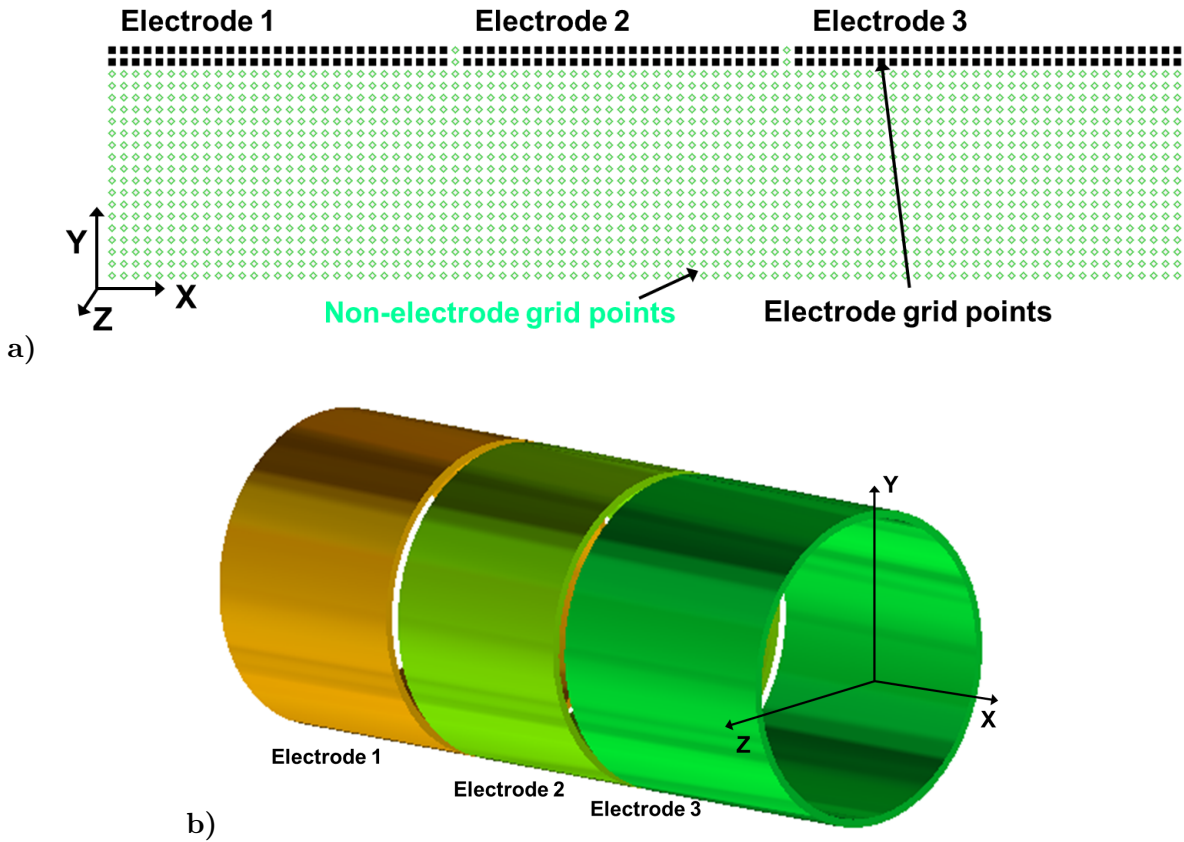 Electrode 1 Electrode 2 Electrode 3
Y
X
Z
Non-electrode grid points Electrode grid points
a)
Y
X
Z
Electrode 1
Electrode 2
Electrode 3
b)